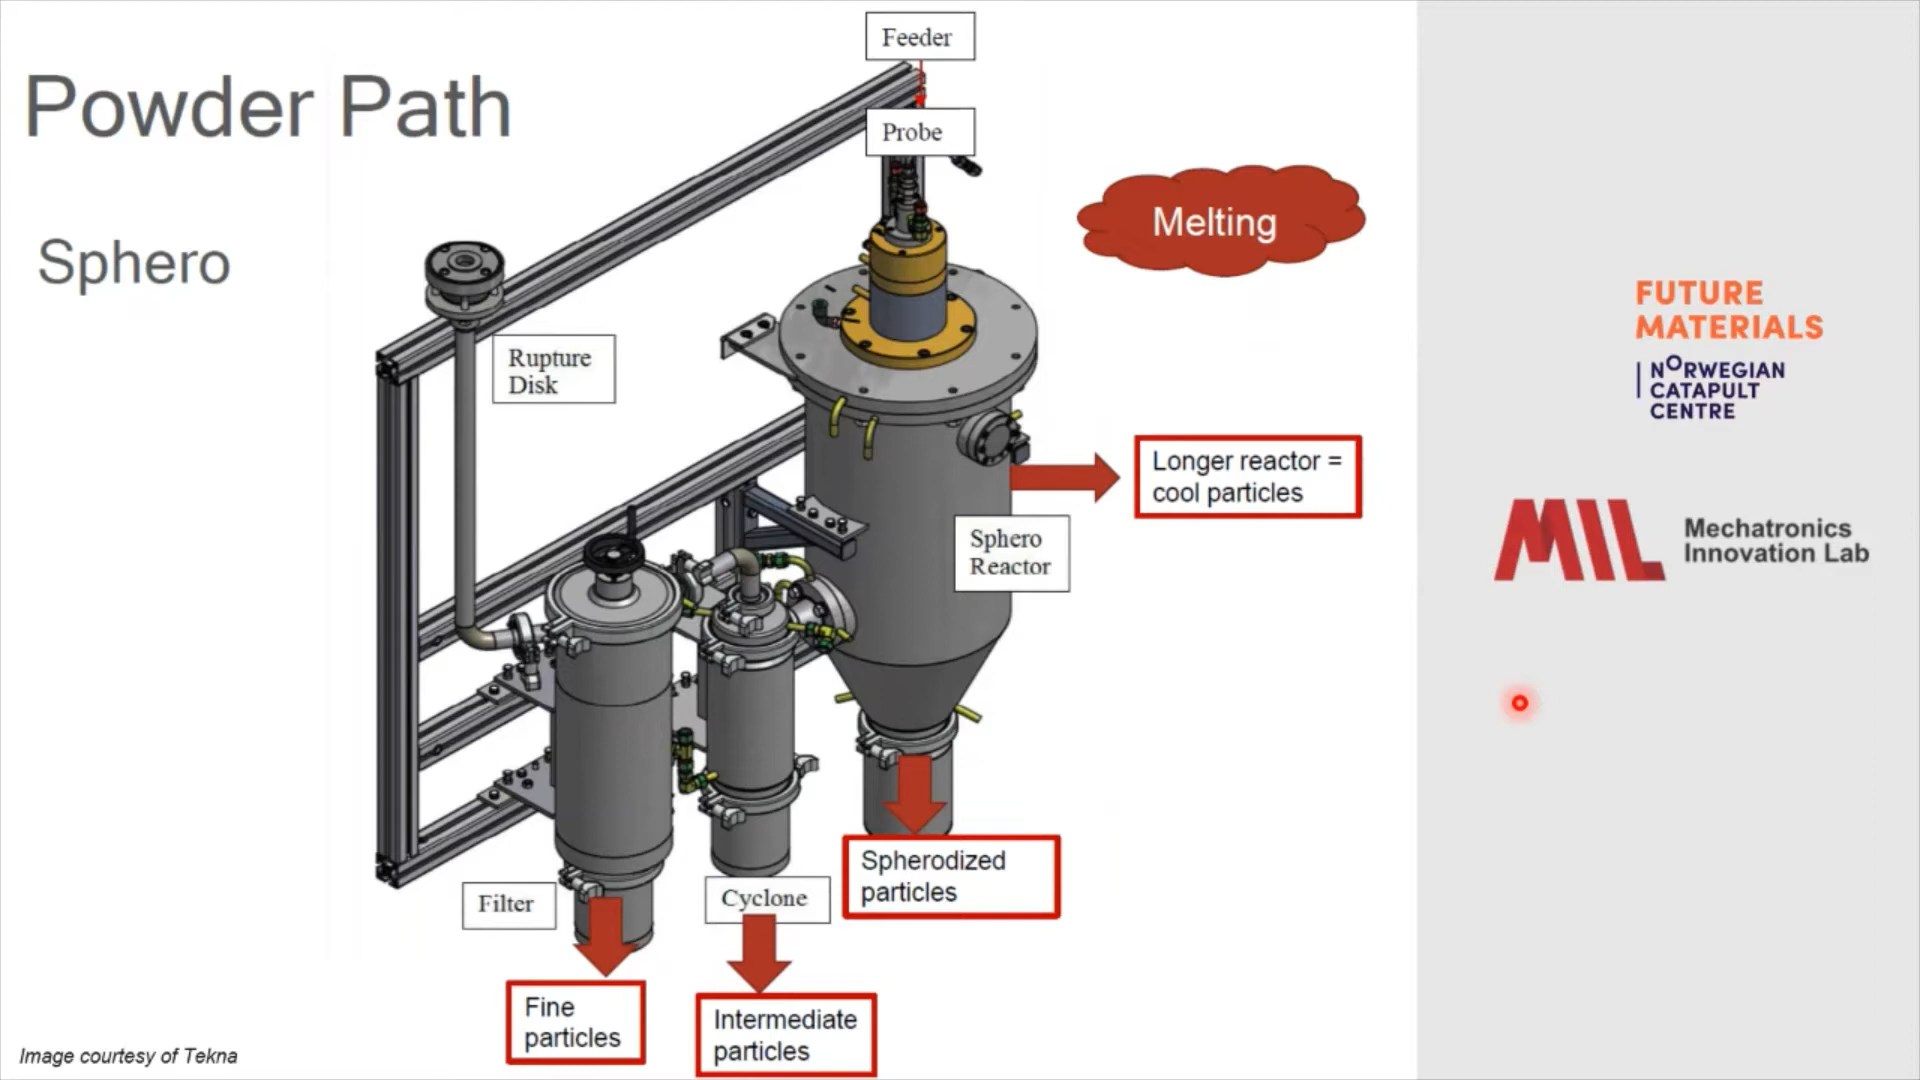 Powder Path
Sphero
Feeder
Probe
Melting
Rupture
Disk
Longer reactor =
cool particles
Sphero
Reactor
Spherodized
particles
Filter
Cyclone
Fine
particles
Intermediate
particles
Image courtesy of Tekna
FUTURE
MATERIALS
NORWEGIAN
CATAPULT
CENTRE
MIL
Mechatronics
Innovation Lab